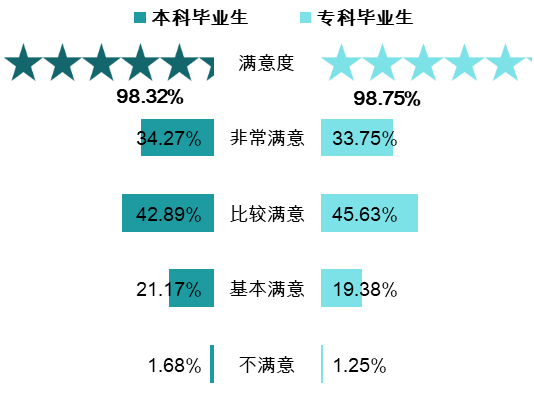 本科毕业生 专科毕业生
满意度
98.32% 98.75%
34.27% 非常满意 33.75%
42.89% 比较满意 45.63%
21.17% 基本满意 19.38%
1.68% 不满意 1.25%